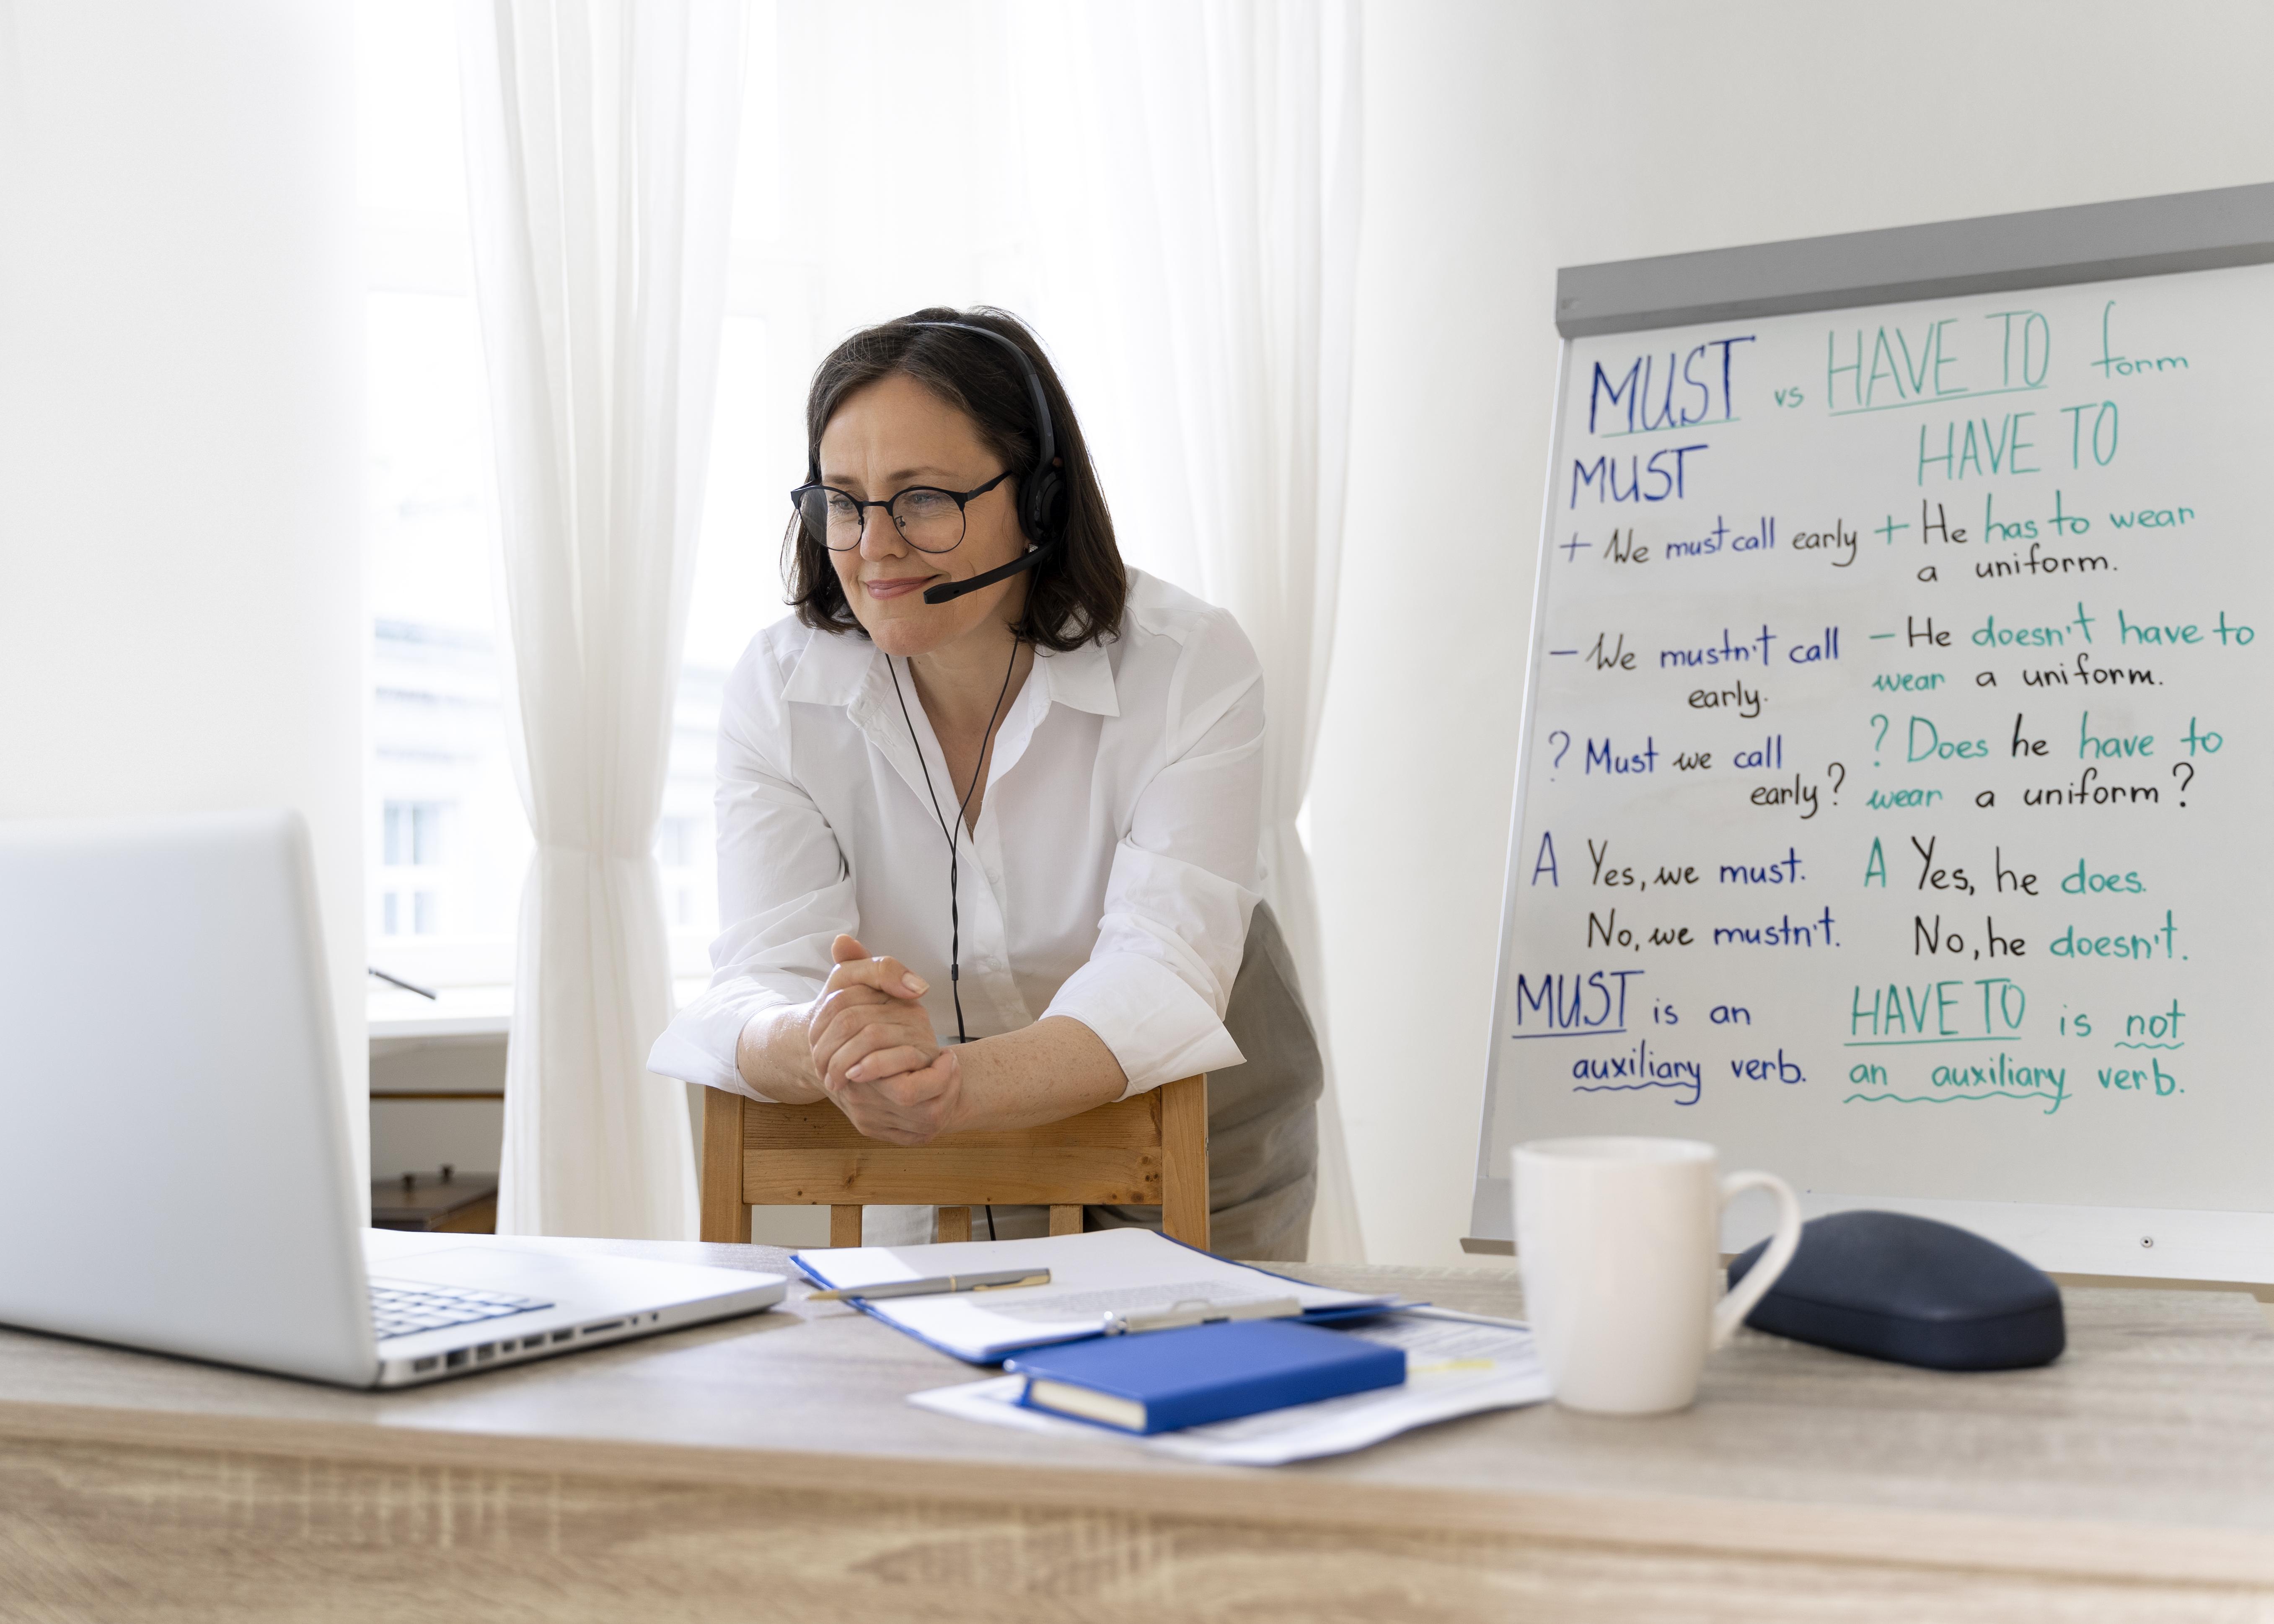 MUST vs HAVE TO form
MUST
+ We must call early
– We mustn't call
early.
? Must we call
early?
A Yes, we must.
No, we mustn't.
MUST is an
auxiliary verb.
HAVE TO
+ He has to wear
a uniform.
– He doesn't have to
wear a uniform.
? Does he have to
wear a uniform?
A Yes, he does.
No, he doesn't.
HAVE TO is not
an auxiliary verb.